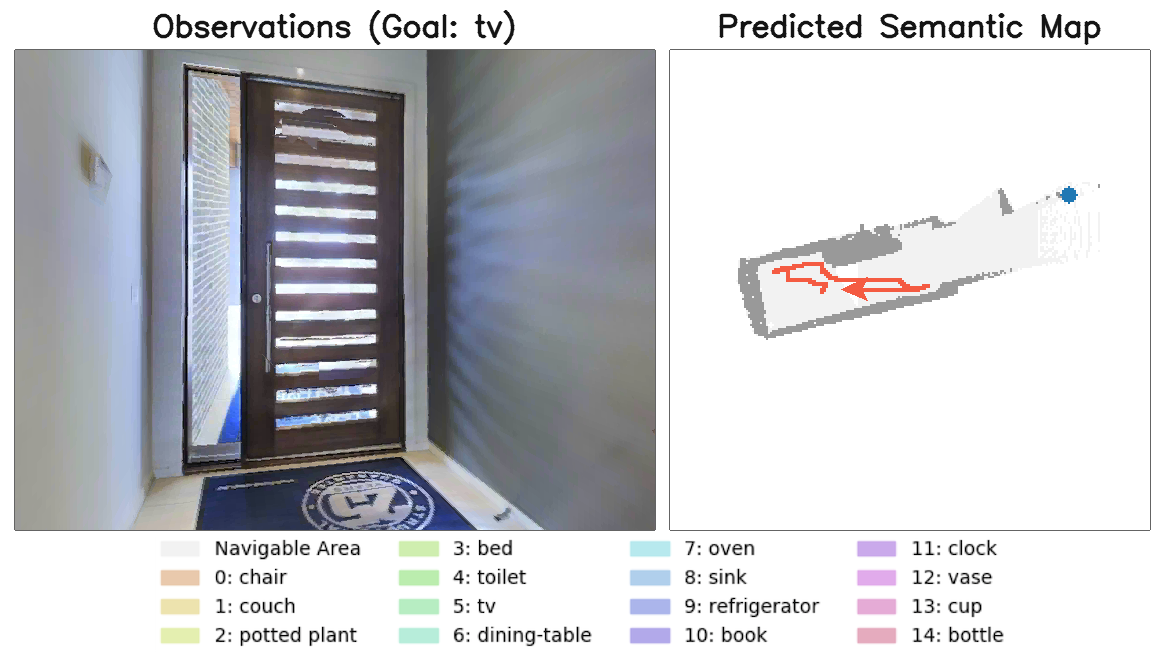 Observations (Goal: tv)
Predicted Semantic Map
Navigable Area
0: chair
1: couch
2: potted plant
3: bed
4: toilet
5: tv
6: dining-table
7: oven
8: sink
9: refrigerator
10: book
11: clock
12: vase
13: cup
14: bottle